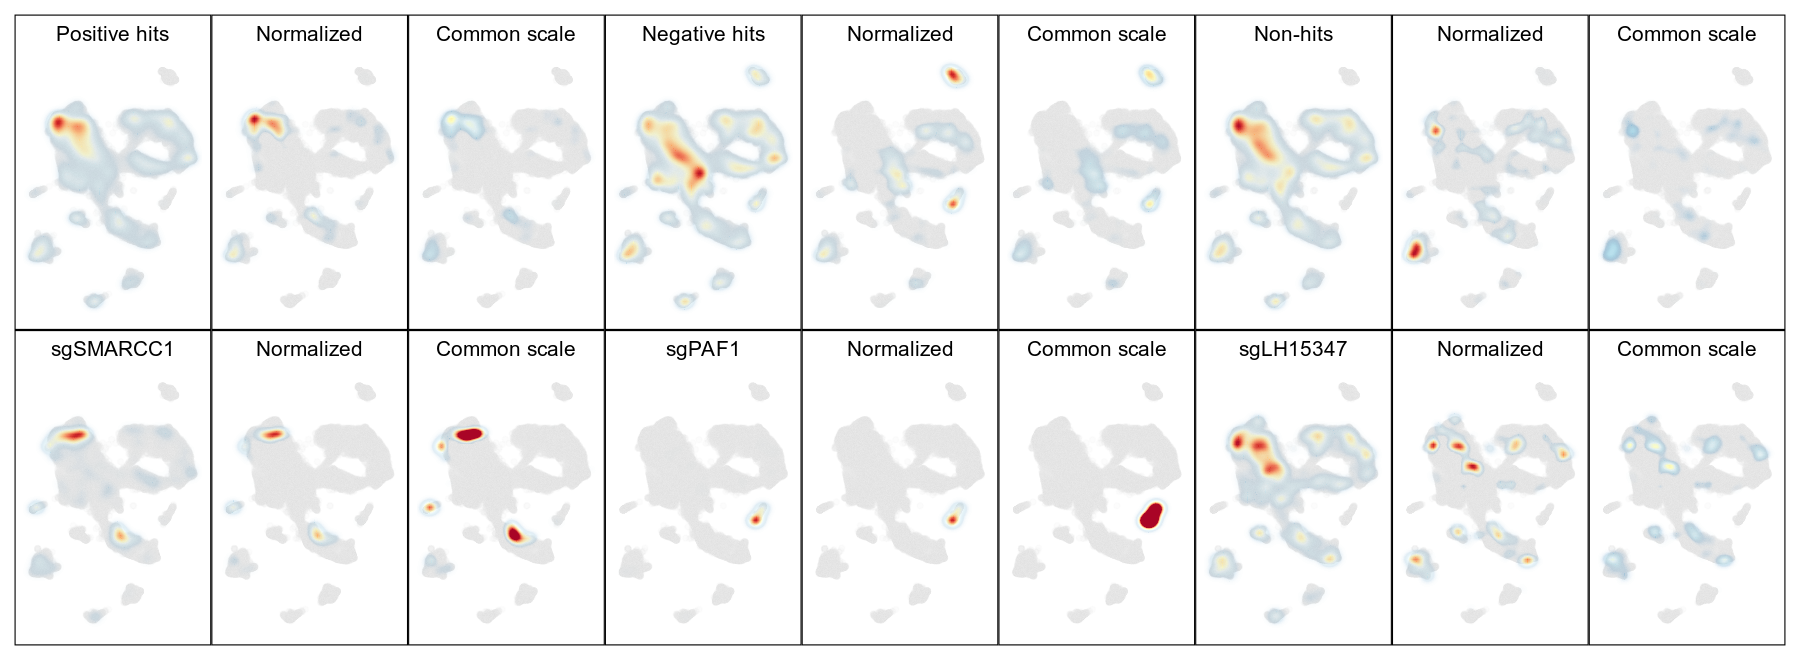 Positive hits
Normalized
Common scale
Negative hits
Normalized
Common scale
Non-hits
Normalized
Common scale
sgSMARCC1
Normalized
Common scale
sgPAF1
Normalized
Common scale
sgLH15347
Normalized
Common scale